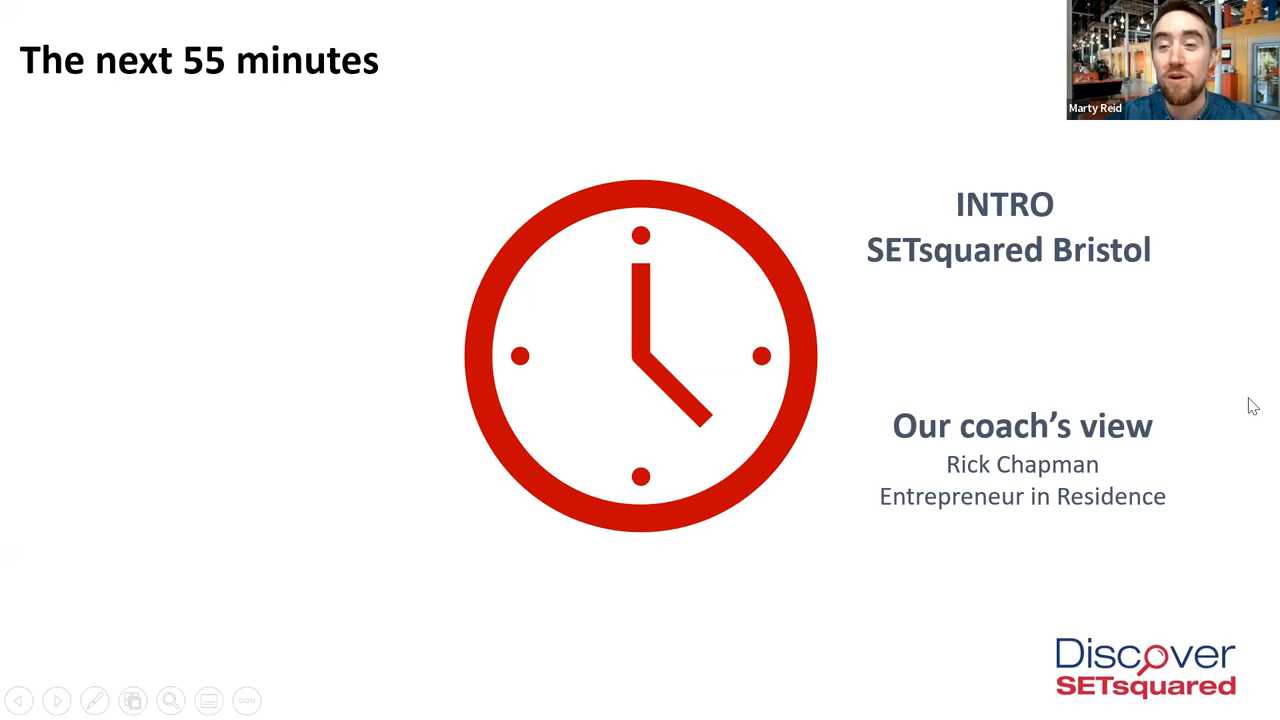 The next 55 minutes
Marty Reid
INTRO
SETsquared Bristol
Our coach’s view
Rick Chapman
Entrepreneur in Residence
Discover
SETsquared